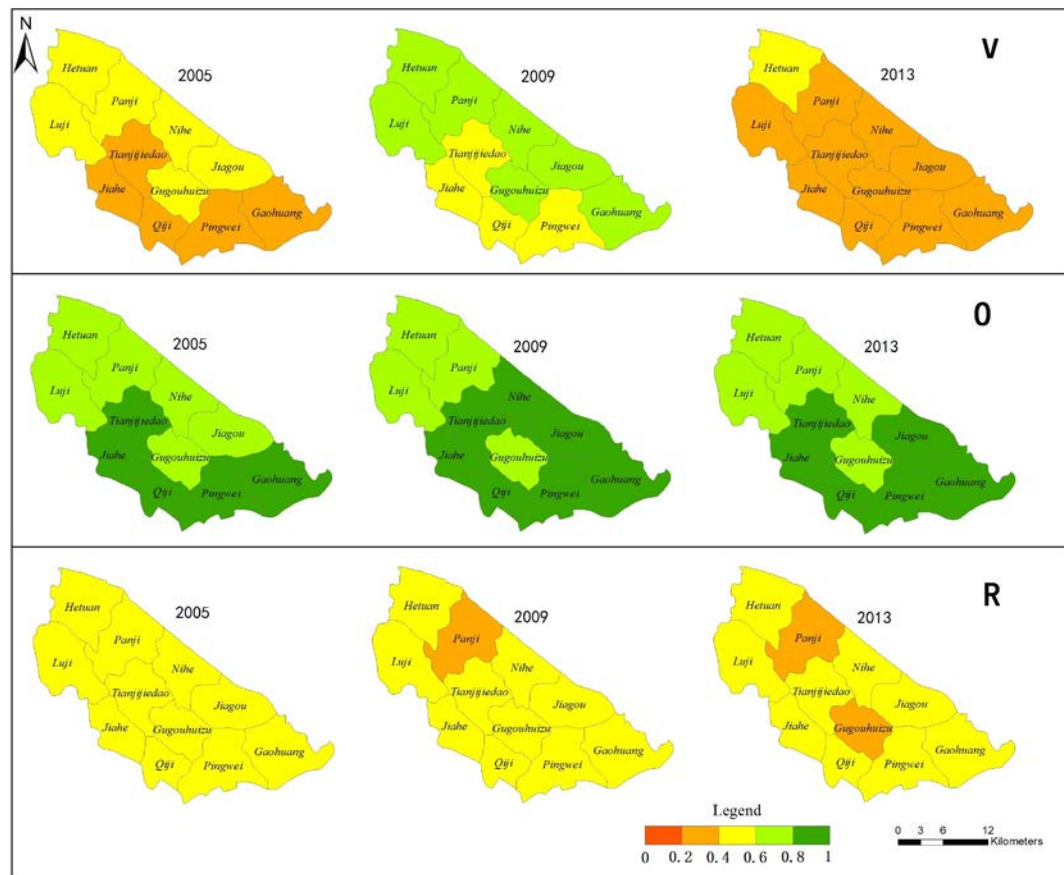 N
V
2005
2009
2013
Hetuan
Panji
Luji
Nihe
Tianjijiedao
Jiagou
Gugouhuizu
Jiahe
Gaohuang
Qiji
Pingwei
Hetuan
Panji
Luji
Nihe
Tianjijiedao
Jiagou
Gugouhuizu
Jiahe
Gaohuang
Qiji
Pingwei
Hetuan
Panji
Luji
Nihe
Tianjijiedao
Jiagou
Gugouhuizu
Jiahe
Gaohuang
Qiji
Pingwei
O
2005
2009
2013
Hetuan
Panji
Luji
Nihe
Tianjijiedao
Jiagou
Gugouhuizu
Jiahe
Gaohuang
Qiji
Pingwei
Hetuan
Panji
Luji
Nihe
Tianjijiedao
Jiagou
Gugouhuizu
Jiahe
Gaohuang
Qiji
Pingwei
Hetuan
Panji
Luji
Nihe
Tianjijiedao
Jiagou
Gugouhuizu
Jiahe
Gaohuang
Qiji
Pingwei
R
2005
2009
2013
Hetuan
Panji
Luji
Nihe
Tianjijiedao
Jiagou
Gugouhuizu
Jiahe
Gaohuang
Qiji
Pingwei
Hetuan
Panji
Luji
Nihe
Tianjijiedao
Jiagou
Gugouhuizu
Jiahe
Gaohuang
Qiji
Pingwei
Hetuan
Panji
Luji
Nihe
Tianjijiedao
Jiagou
Gugouhuizu
Jiahe
Gaohuang
Qiji
Pingwei
Legend
0 0.2 0.4 0.6 0.8 1
0 3 6 12
Kilometers